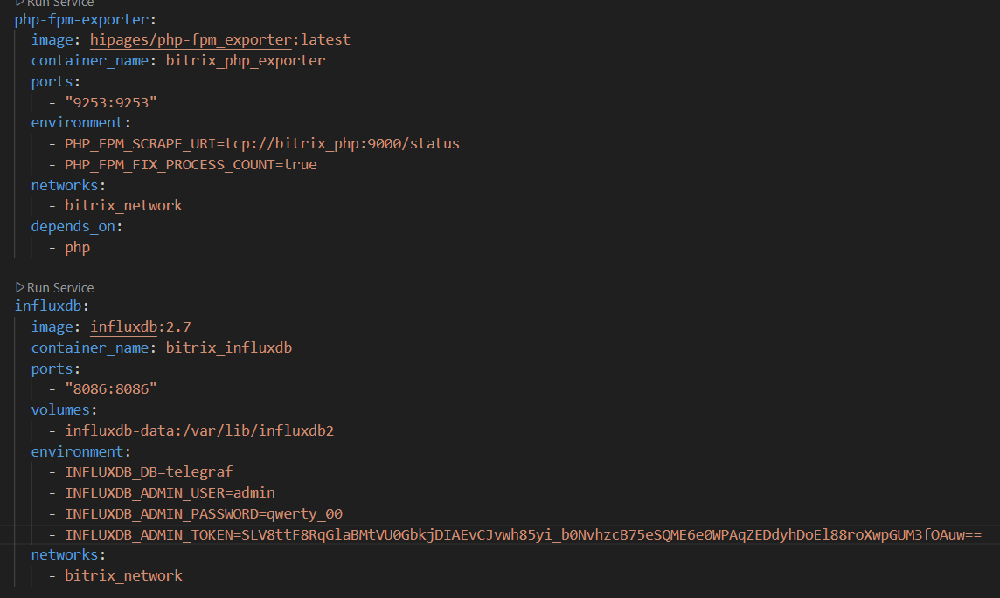 Run Service
php-fpm-exporter:
image: hipages/php-fpm_exporter:latest
container_name: bitrix_php_exporter
ports:
- "9253:9253"
environment:
- PHP_FPM_SCRAPE_URI=tcp://bitrix_php:9000/status
- PHP_FPM_FIX_PROCESS_COUNT=true
networks:
- bitrix_network
depends_on:
- php
Run Service
influxdb:
image: influxdb:2.7
container_name: bitrix_influxdb
ports:
- "8086:8086"
volumes:
- influxdb-data:/var/lib/influxdb2
environment:
- INFLUXDB_DB=telegraf
- INFLUXDB_ADMIN_USER=admin
- INFLUXDB_ADMIN_PASSWORD=qwerty_00
- INFLUXDB_ADMIN_TOKEN=SLV8ttF8RqGlaBMtVU0GbkjDIAEvCJvwh85yi_b0NvhzcB75eSQME6e0WPAqZEDdyhDoEl88roXwpGUM3fOAuw==
networks:
- bitrix_network